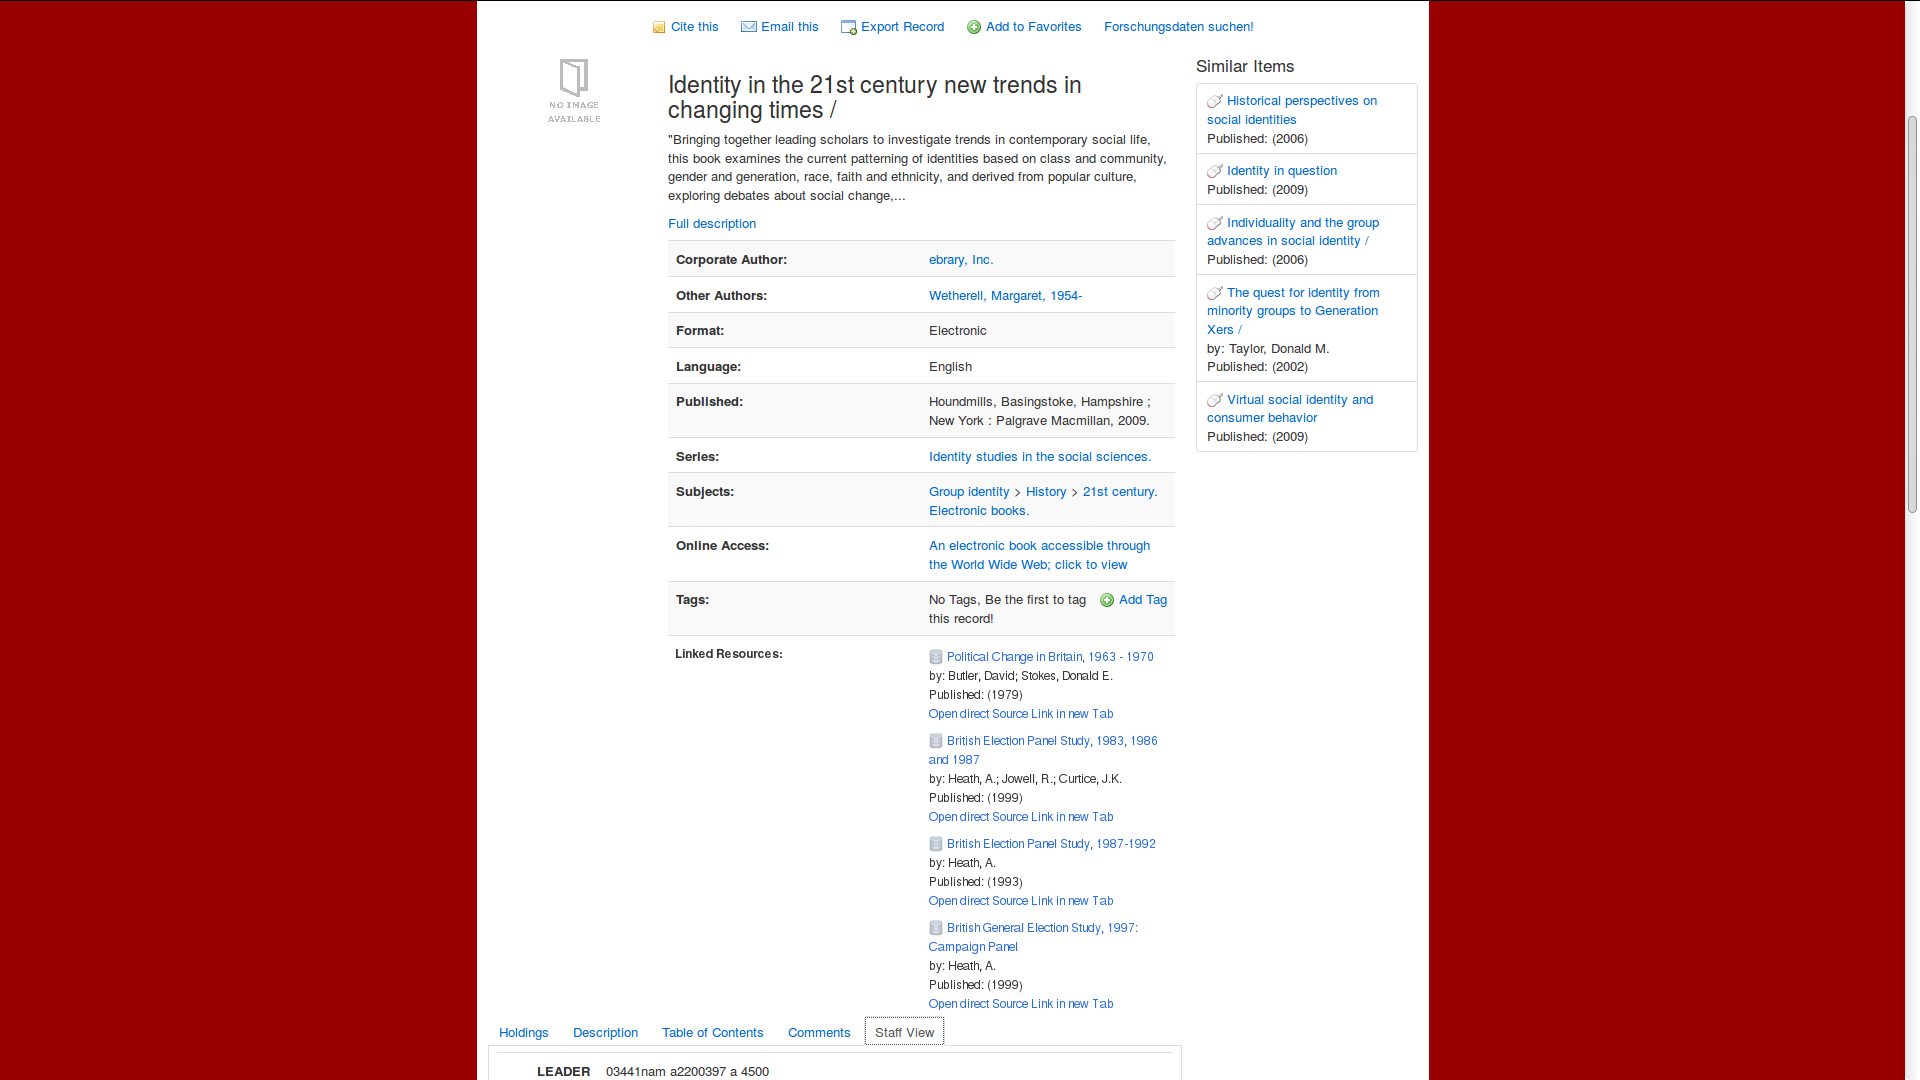 Cite this Email this Export Record Add to Favorites Forschungsdaten suchen!
NO IMAGE
AVAILABLE
Identity in the 21st century new trends in
changing times /
"Bringing together leading scholars to investigate trends in contemporary social life,
this book examines the current patterning of identities based on class and community,
gender and generation, race, faith and ethnicity, and derived from popular culture,
exploring debates about social change,...
Full description
Corporate Author: ebrary, Inc.
Other Authors: Wetherell, Margaret, 1954-
Format: Electronic
Language: English
Published: Houndmills, Basingstoke, Hampshire ;
New York : Palgrave Macmillan, 2009.
Series: Identity studies in the social sciences.
Subjects: Group identity > History > 21st century.
Electronic books.
Online Access: An electronic book accessible through
the World Wide Web; click to view
Tags: No Tags, Be the first to tag Add Tag
this record!
Linked Resources: Political Change in Britain, 1963 - 1970
by: Butler, David; Stokes, Donald E.
Published: (1979)
Open direct Source Link in new Tab
British Election Panel Study, 1983, 1986
and 1987
by: Heath, A.; Jowell, R.; Curtice, J.K.
Published: (1999)
Open direct Source Link in new Tab
British Election Panel Study, 1987-1992
by: Heath, A.
Published: (1993)
Open direct Source Link in new Tab
British General Election Study, 1997:
Campaign Panel
by: Heath, A.
Published: (1999)
Open direct Source Link in new Tab
Similar Items
Historical perspectives on
social identities
Published: (2006)
Identity in question
Published: (2009)
Individuality and the group
advances in social identity /
Published: (2006)
The quest for identity from
minority groups to Generation
Xers /
by: Taylor, Donald M.
Published: (2002)
Virtual social identity and
consumer behavior
Published: (2009)
Holdings Description Table of Contents Comments Staff View
LEADER 03441nam a2200397 a 4500